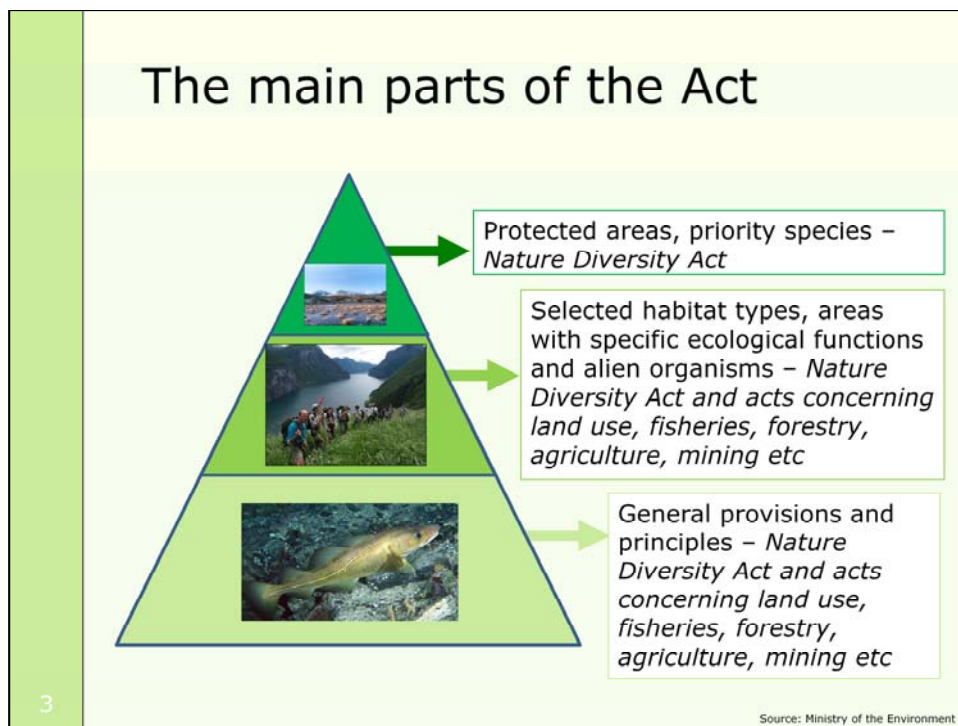 The main parts of the Act
Protected areas, priority species –
Nature Diversity Act
Selected habitat types, areas
with specific ecological functions
and alien organisms – Nature
Diversity Act and acts concerning
land use, fisheries, forestry,
agriculture, mining etc
General provisions and
principles – Nature
Diversity Act and acts
concerning land use,
fisheries, forestry,
agriculture, mining etc
3
Source: Ministry of the Environment